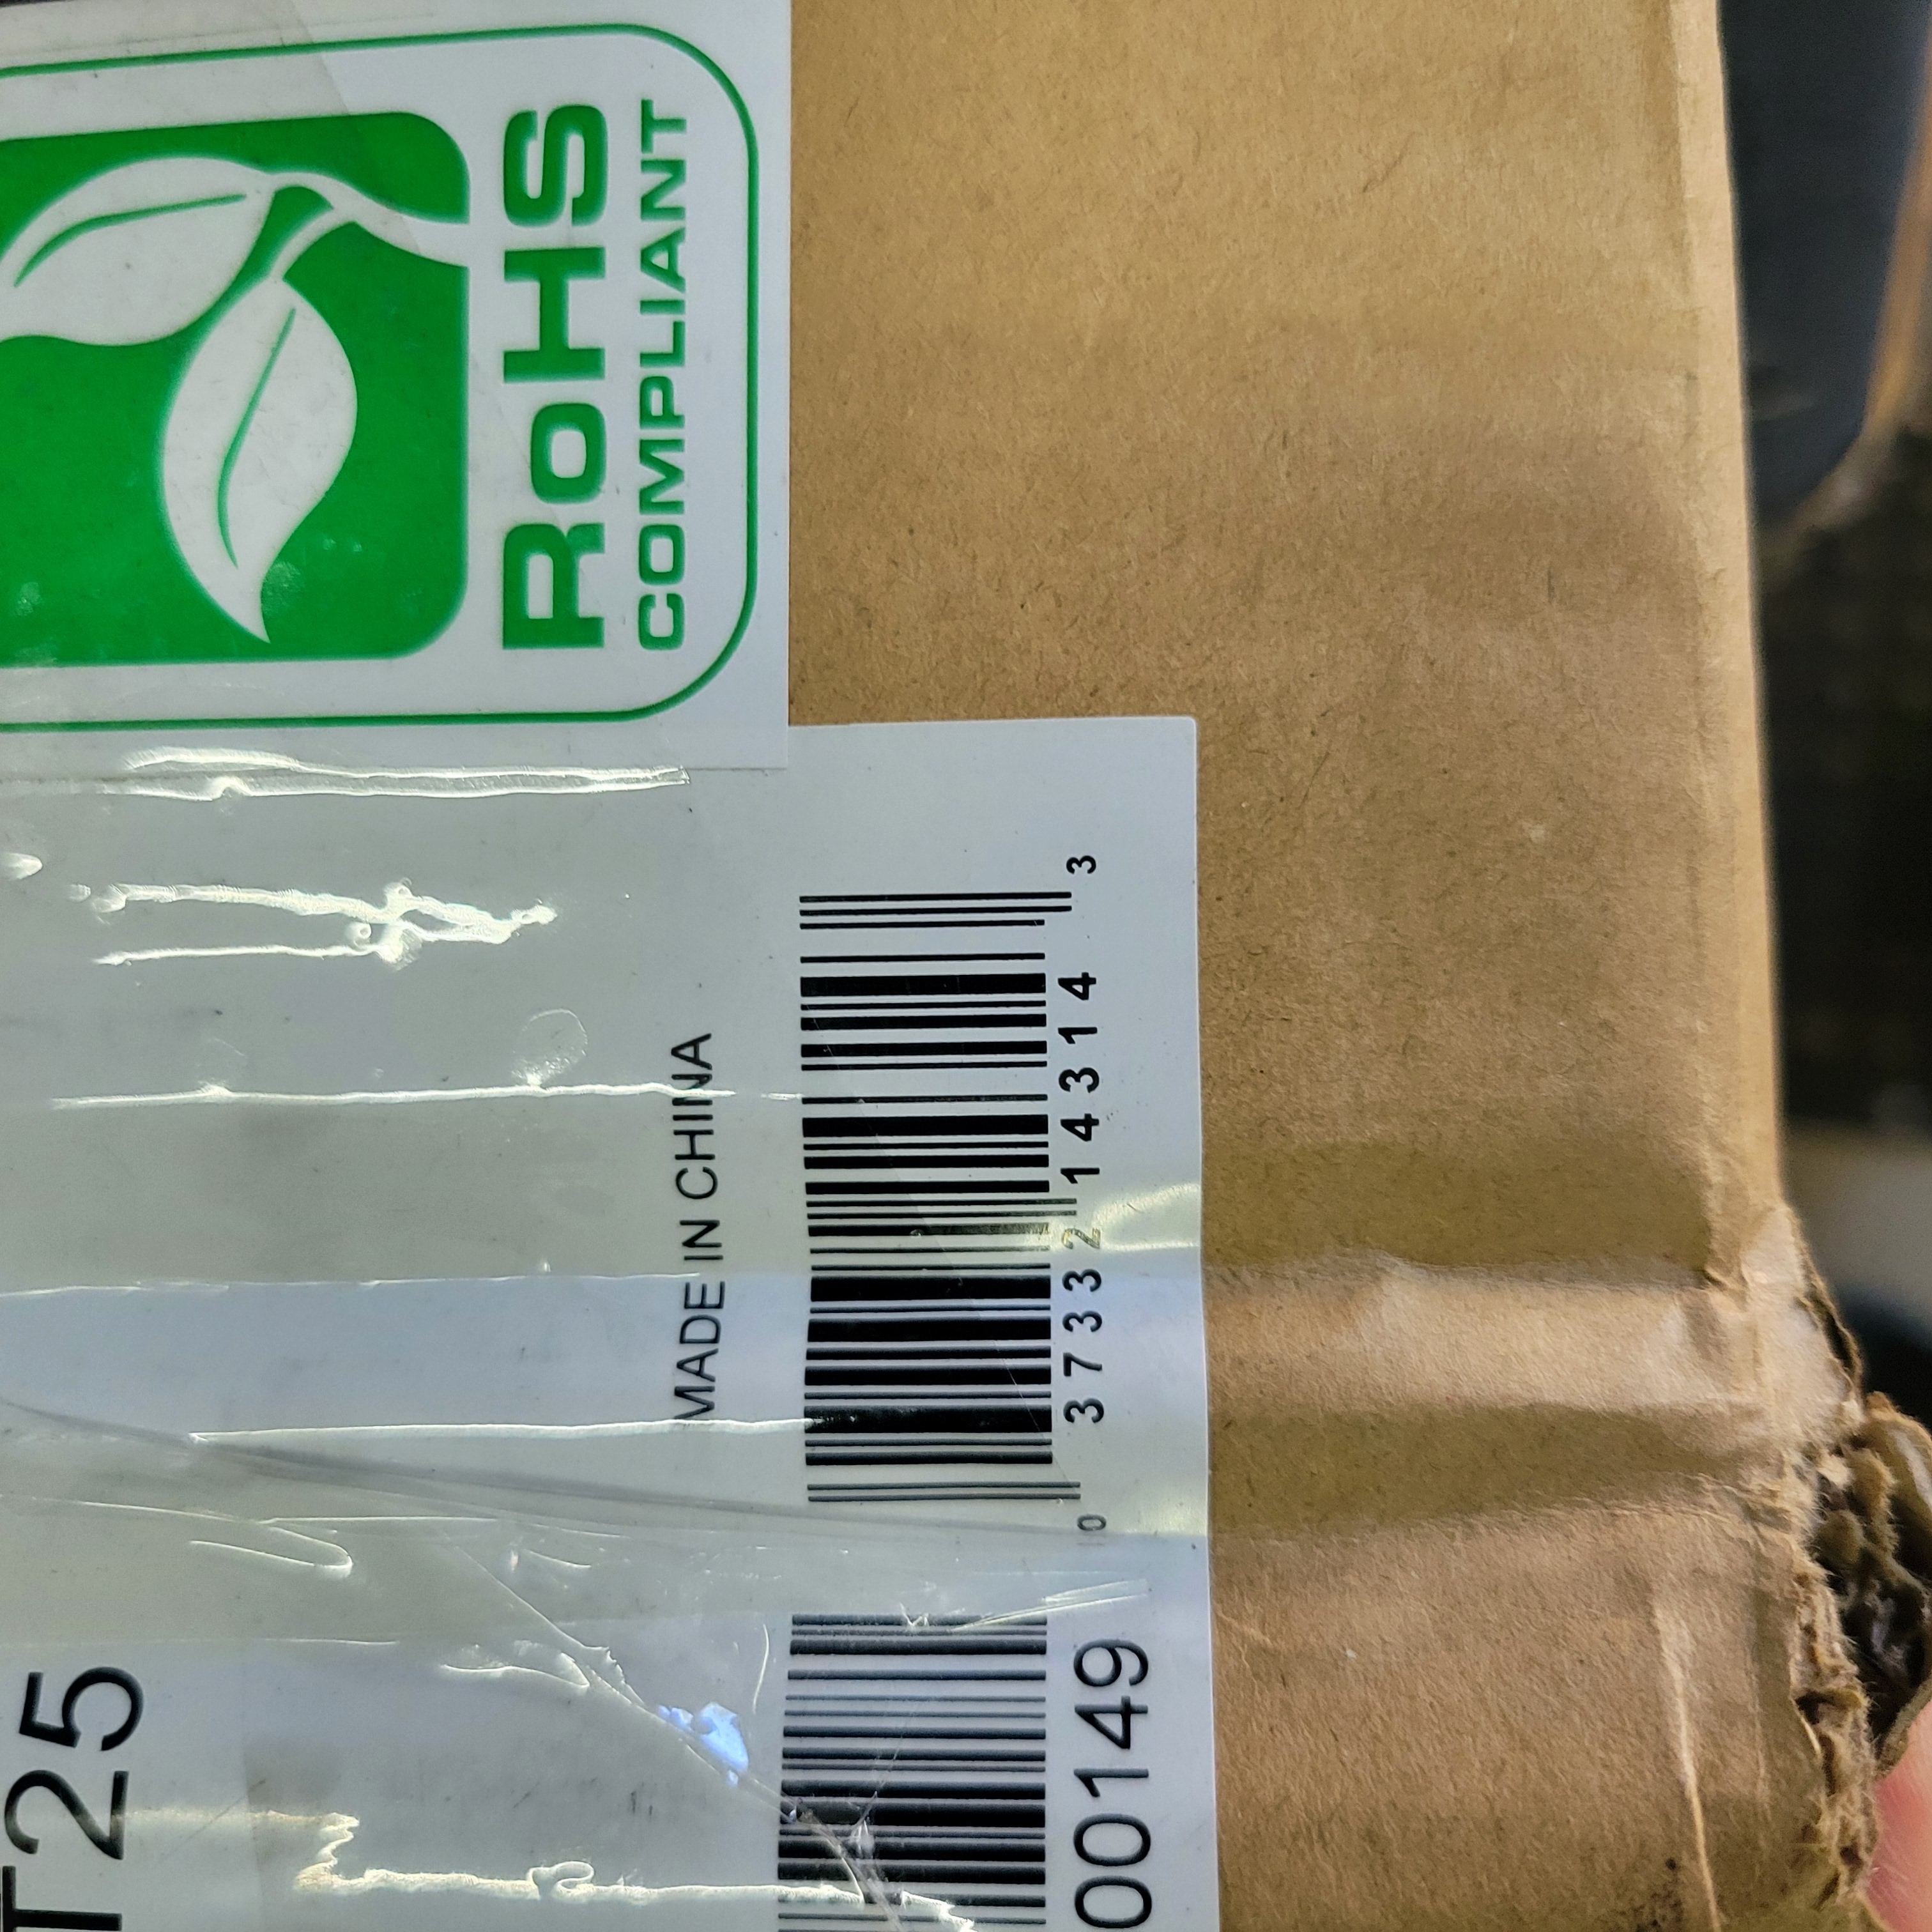 RoHS
COMPLIANT
MADE IN CHINA
0 37332 14314 3
T25
00149